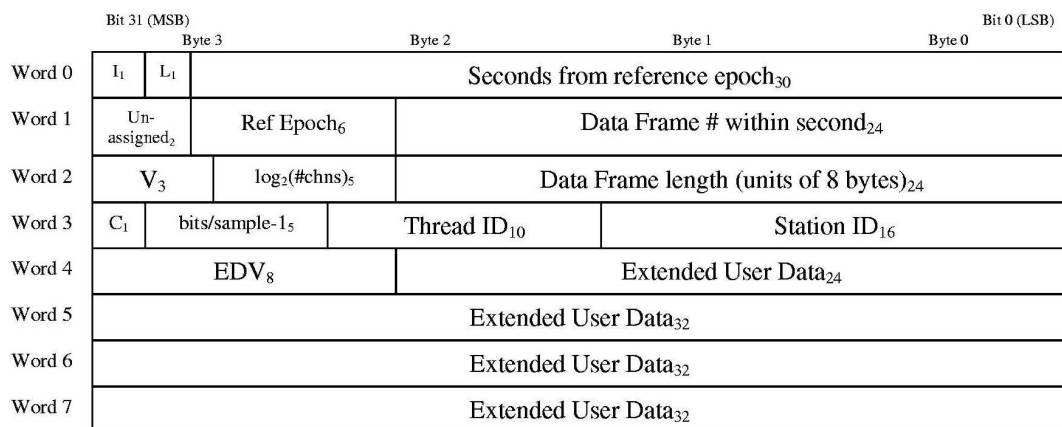 Bit 31 (MSB) Bit 0 (LSB)
Byte 3 Byte 2 Byte 1 Byte 0
Word 0 I₁ L₁ Seconds from reference epoch₃₀
Word 1 Un-
assigned₂ Ref Epoch₆ Data Frame # within second₂₄
Word 2 V₃ log₂(#chns)₅ Data Frame length (units of 8 bytes)₂₄
Word 3 C₁ bits/sample-1₅ Thread ID₁₀ Station ID₁₆
Word 4 EDV₈ Extended User Data₂₄
Word 5 Extended User Data₃₂
Word 6 Extended User Data₃₂
Word 7 Extended User Data₃₂